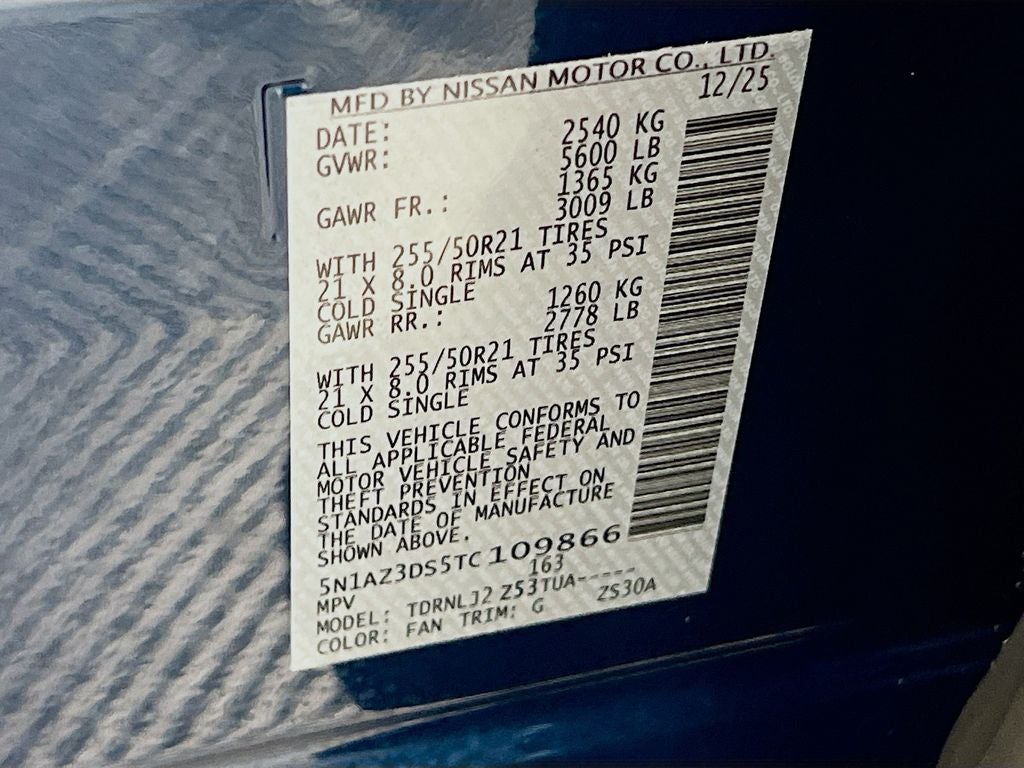 MFD BY NISSAN MOTOR CO., LTD.
DATE: 12/25
GVWR: 2540 KG
5600 LB
GAWR FR.: 1365 KG
3009 LB
WITH 255/50R21 TIRES
21 X 8.0 RIMS AT 35 PSI
COLD SINGLE
GAWR RR.: 1260 KG
2778 LB
WITH 255/50R21 TIRES
21 X 8.0 RIMS AT 35 PSI
COLD SINGLE
THIS VEHICLE CONFORMS TO
ALL APPLICABLE FEDERAL
MOTOR VEHICLE SAFETY AND
THEFT PREVENTION
STANDARDS IN EFFECT ON
THE DATE OF MANUFACTURE
SHOWN ABOVE.
5N1AZ3DS5TC109866
MPV 163
MODEL: Z53TUA-----
COLOR: FAN TRIM: G ZS30A